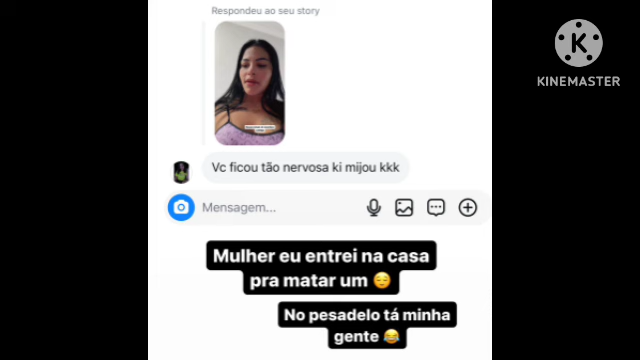 Respondeu ao seu story
KINEMASTER
Vc ficou tão nervosa ki mijou kkk
Mensagem...
Mulher eu entrei na casa
pra matar um 😌
No pesadelo tá minha
gente 😂